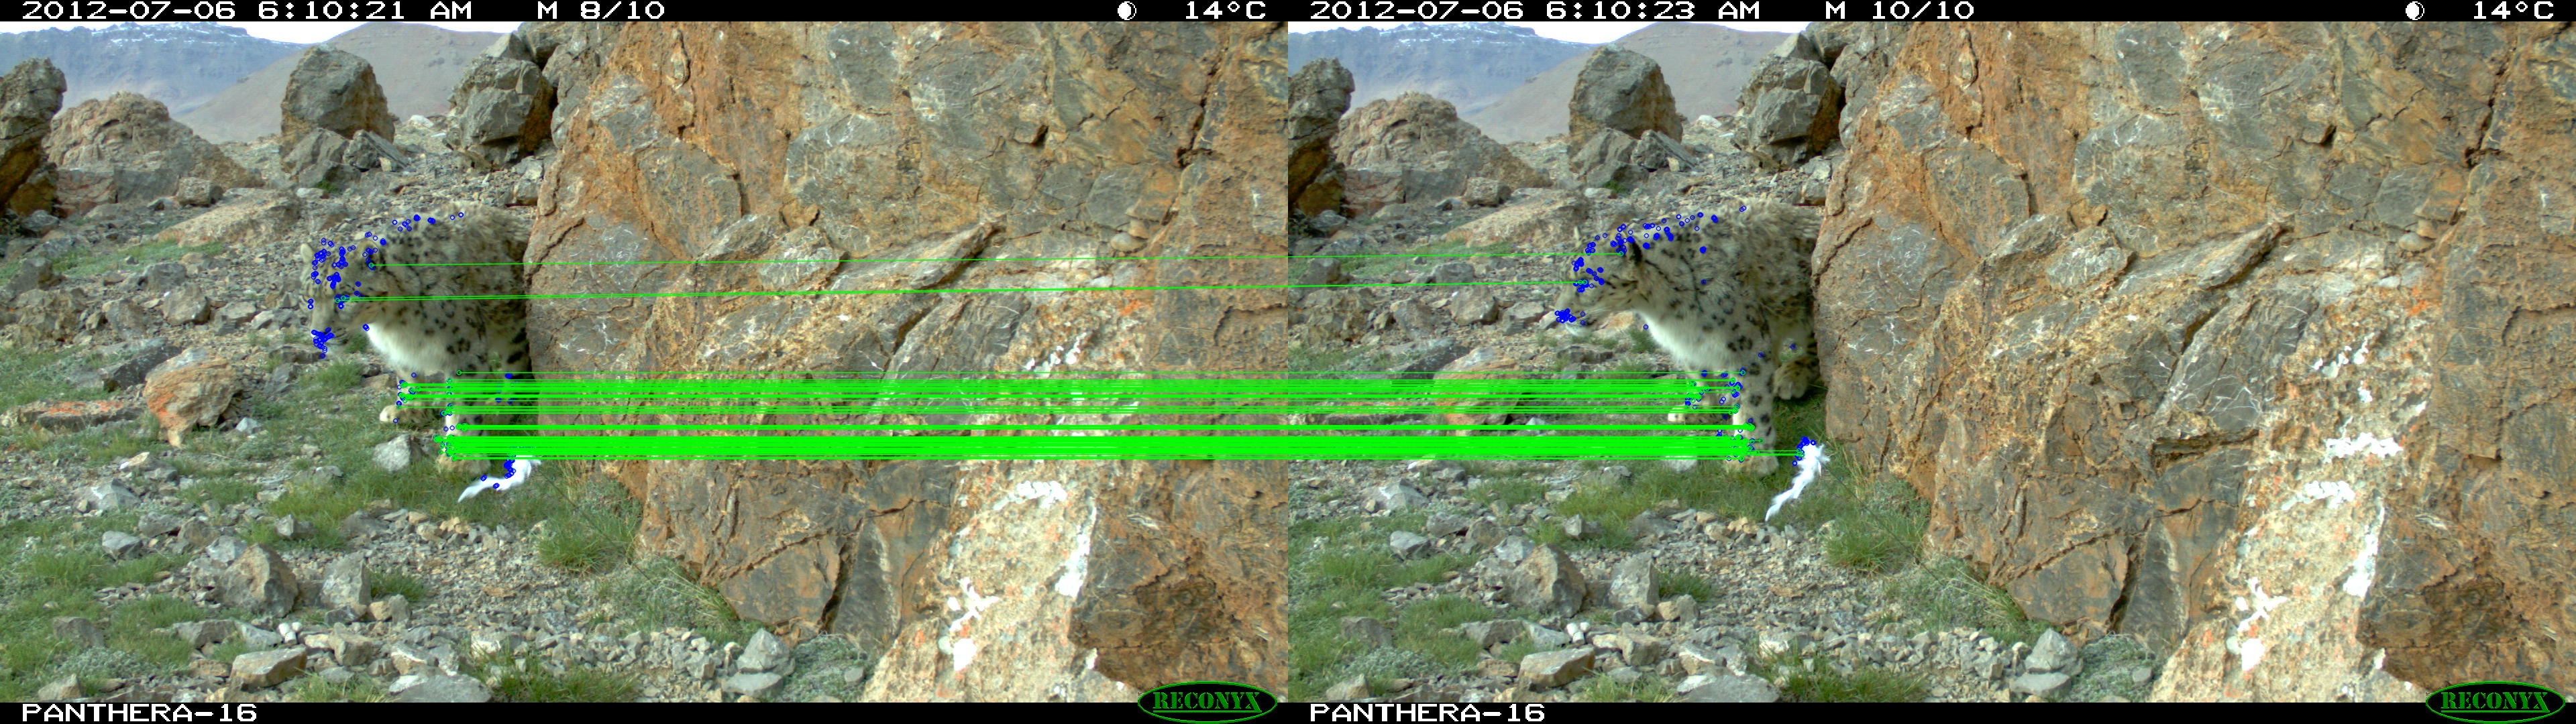 2012-07-06 6:10:21 AM M 8/10 14°C
2012-07-06 6:10:23 AM M 10/10 14°C
PANTHERA-16 RECONYX
PANTHERA-16 RECONYX